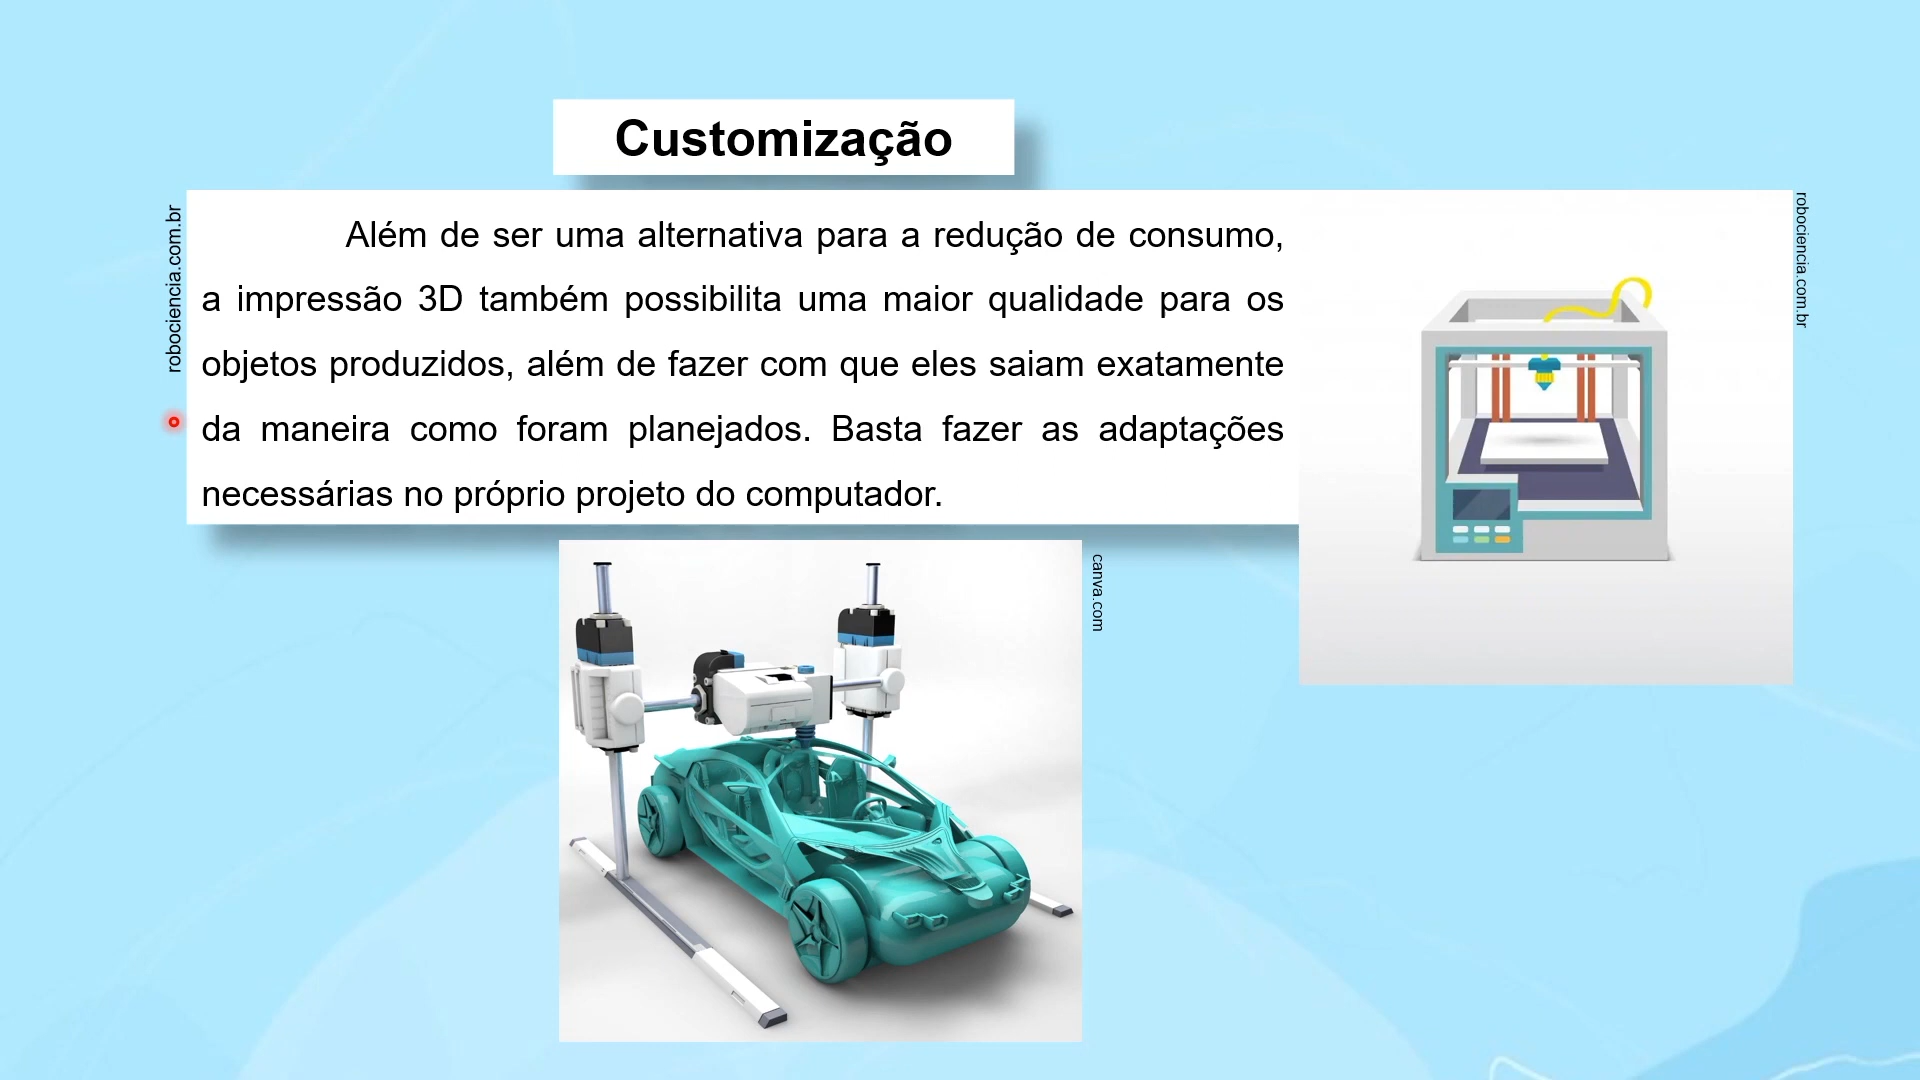 Customização
robociencia.com.br
Além de ser uma alternativa para a redução de consumo,
a impressão 3D também possibilita uma maior qualidade para os
objetos produzidos, além de fazer com que eles saiam exatamente
da maneira como foram planejados. Basta fazer as adaptações
necessárias no próprio projeto do computador.
robociencia.com.br
canva.com